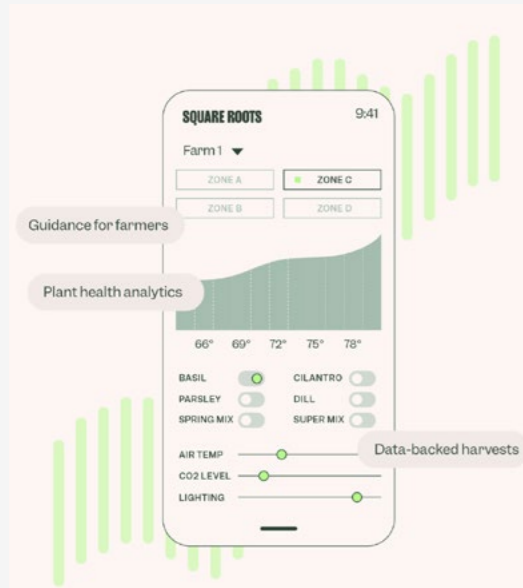 SQUARE ROOTS 9:41
Farm 1
ZONE A ZONE C
ZONE B ZONE D
Guidance for farmers
Plant health analytics
66° 69° 72° 75° 78°
BASIL CILANTRO
PARSLEY DILL
SPRING MIX SUPER MIX
AIR TEMP
Data-backed harvests
CO2 LEVEL
LIGHTING